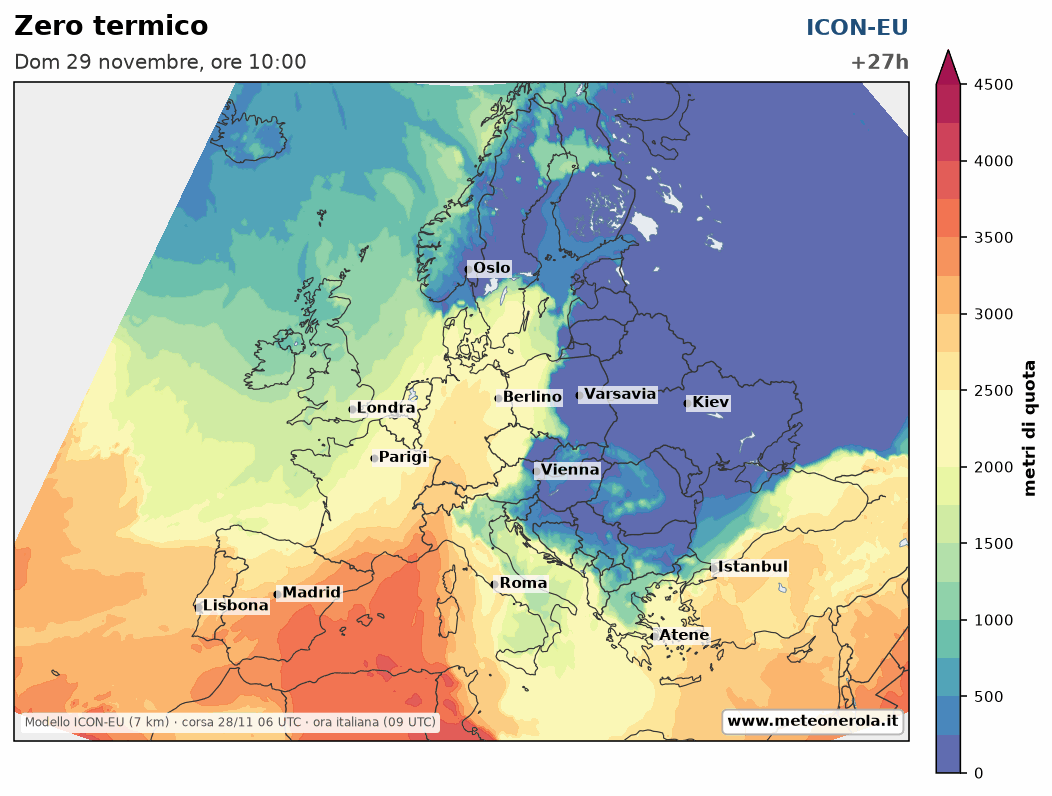 Zero termico
ICON-EU
Dom 29 novembre, ore 10:00
+27h
4500
4000
3500
3000
2500
2000
1500
1000
500
0
metri di quota
Oslo
Londra
Berlino
Varsavia
Kiev
Parigi
Vienna
Istanbul
Roma
Madrid
Lisbona
Atene
Modello ICON-EU (7 km) · corsa 28/11 06 UTC · ora italiana (09 UTC)
www.meteonerola.it